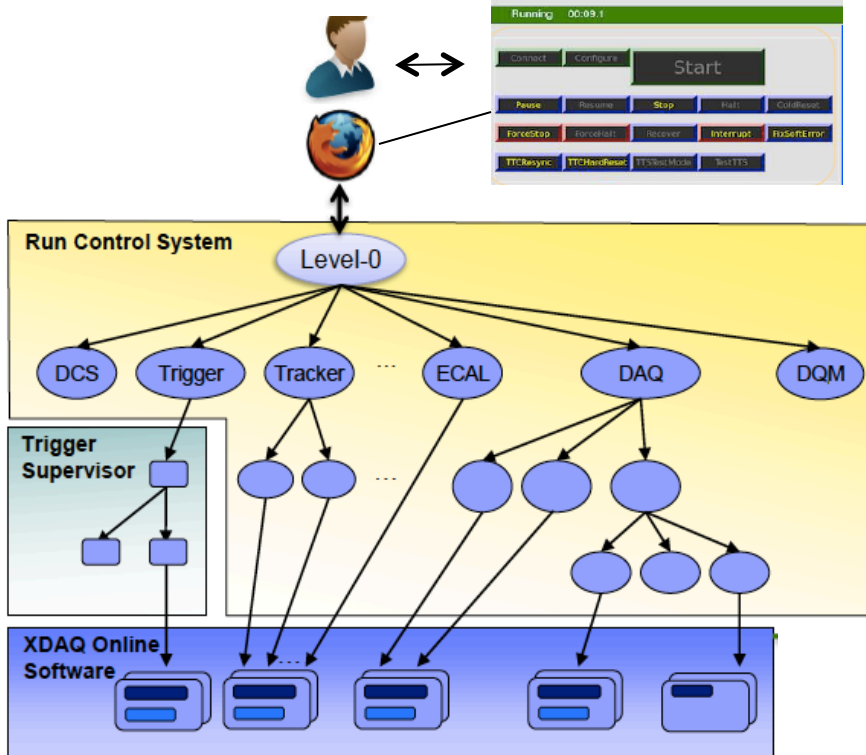 Running 00:09.1
Connect Configure Start
Pause Resume Stop Halt ColdReset
ForceStop ForceHalt Recover Interrupt FixSoftError
TTCResync TTCHardReset TTSTestMode TestTTS
Run Control System
Level-0
DCS Trigger Tracker ... ECAL DAQ DQM
Trigger
Supervisor
...
XDAQ Online
Software
....